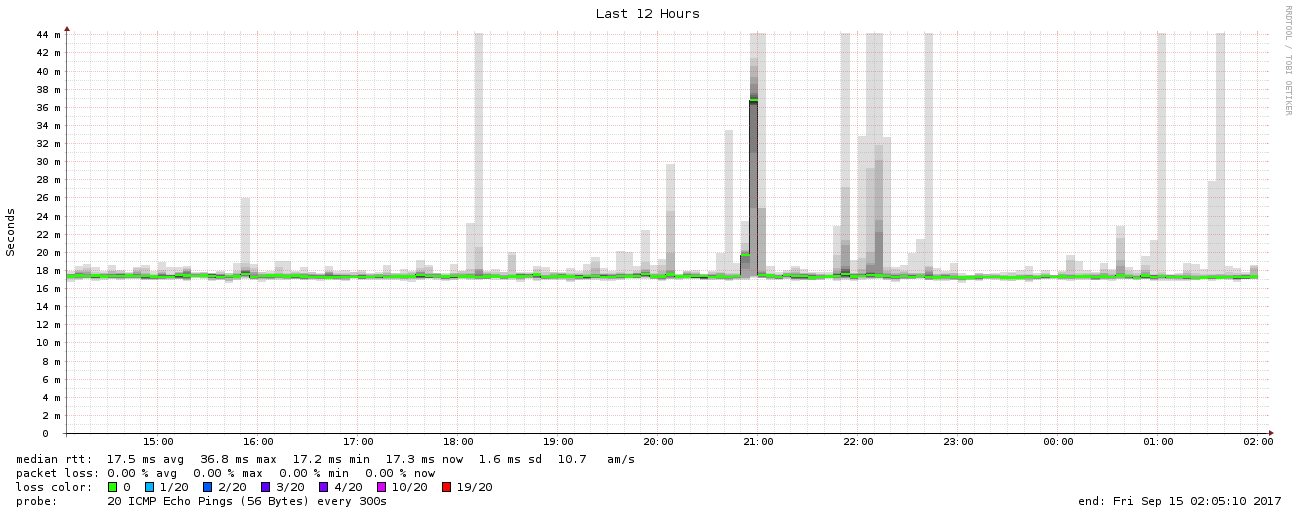 Last 12 Hours
RRDTOOL / TOBI OETIKER
Seconds
44 m
42 m
40 m
38 m
36 m
34 m
32 m
30 m
28 m
26 m
24 m
22 m
20 m
18 m
16 m
14 m
12 m
10 m
8 m
6 m
4 m
2 m
0
15:00 16:00 17:00 18:00 19:00 20:00 21:00 22:00 23:00 00:00 01:00 02:00
median rtt: 17.5 ms avg 36.8 ms max 17.2 ms min 17.3 ms now 1.6 ms sd 10.7 am/s
packet loss: 0.00 % avg 0.00 % max 0.00 % min 0.00 % now
loss color: 0 1/20 2/20 3/20 4/20 10/20 19/20
probe: 20 ICMP Echo Pings (56 Bytes) every 300s end: Fri Sep 15 02:05:10 2017